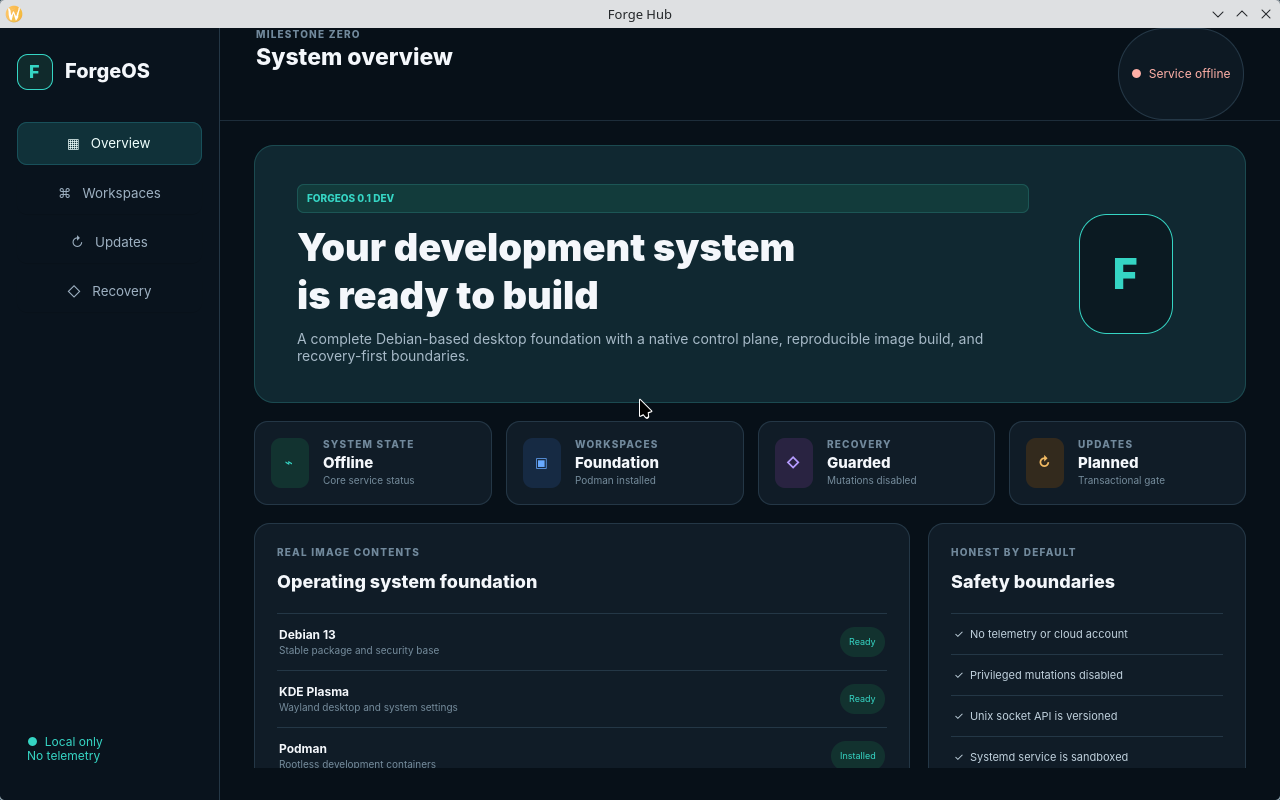 Forge Hub
F ForgeOS
Overview
Workspaces
Updates
Recovery
Local only
No telemetry
MILESTONE ZERO
System overview
Service offline
FORGEOS 0.1 DEV
Your development system
is ready to build
A complete Debian-based desktop foundation with a native control plane, reproducible image build, and
recovery-first boundaries.
F
SYSTEM STATE
Offline
Core service status
WORKSPACES
Foundation
Podman installed
RECOVERY
Guarded
Mutations disabled
UPDATES
Planned
Transactional gate
REAL IMAGE CONTENTS
Operating system foundation
Debian 13
Stable package and security base
Ready
KDE Plasma
Wayland desktop and system settings
Ready
Podman
Rootless development containers
Installed
HONEST BY DEFAULT
Safety boundaries
✓ No telemetry or cloud account
✓ Privileged mutations disabled
✓ Unix socket API is versioned
✓ Systemd service is sandboxed